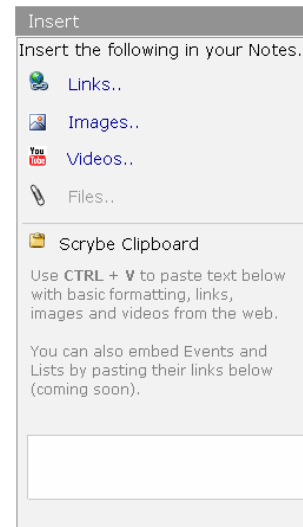 Insert
Insert the following in your Notes.
Links..
Images..
You
Tube
Videos..
Files..
Scrybe Clipboard
Use CTRL + V to paste text below
with basic formatting, links,
images and videos from the web.
You can also embed Events and
Lists by pasting their links below
(coming soon).